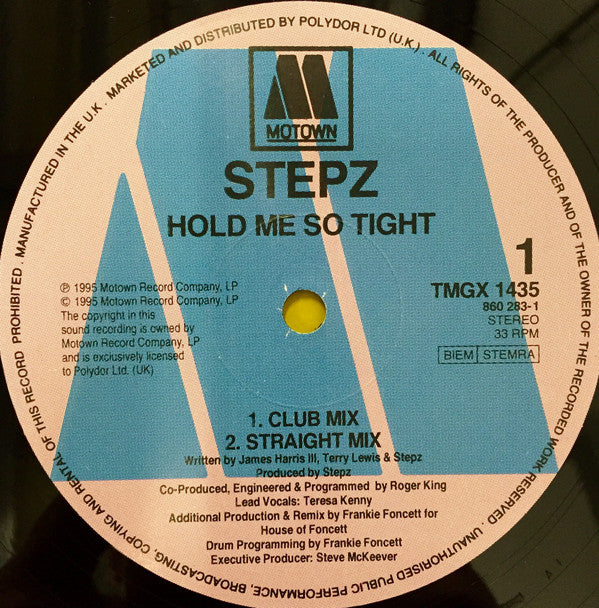 MANUFACTURED IN THE U.K. MARKETED AND DISTRIBUTED BY POLYDOR LTD (U.K.) . ALL RIGHTS OF THE PRODUCER AND OF THE OWNER OF THE RECORDED WORK RESERVED . UNAUTHORISED PUBLIC PERFORMANCE, BROADCASTING, COPYING AND RENTAL OF THIS RECORD PROHIBITED .
MOTOWN
STEPZ
HOLD ME SO TIGHT
1
TMGX 1435
860 283-1
STEREO
33 RPM
BIEM STEMRA
℗ 1995 Motown Record Company, LP
© 1995 Motown Record Company, LP
The copyright in this
sound recording is owned by
Motown Record Company, LP
and is exclusively licensed
to Polydor Ltd. (UK)
1. CLUB MIX
2. STRAIGHT MIX
Written by James Harris III, Terry Lewis & Stepz
Produced by Stepz
Co-Produced, Engineered & Programmed by Roger King
Lead Vocals: Teresa Kenny
Additional Production & Remix by Frankie Foncett for
House of Foncett
Drum Programming by Frankie Foncett
Executive Producer: Steve McKeever